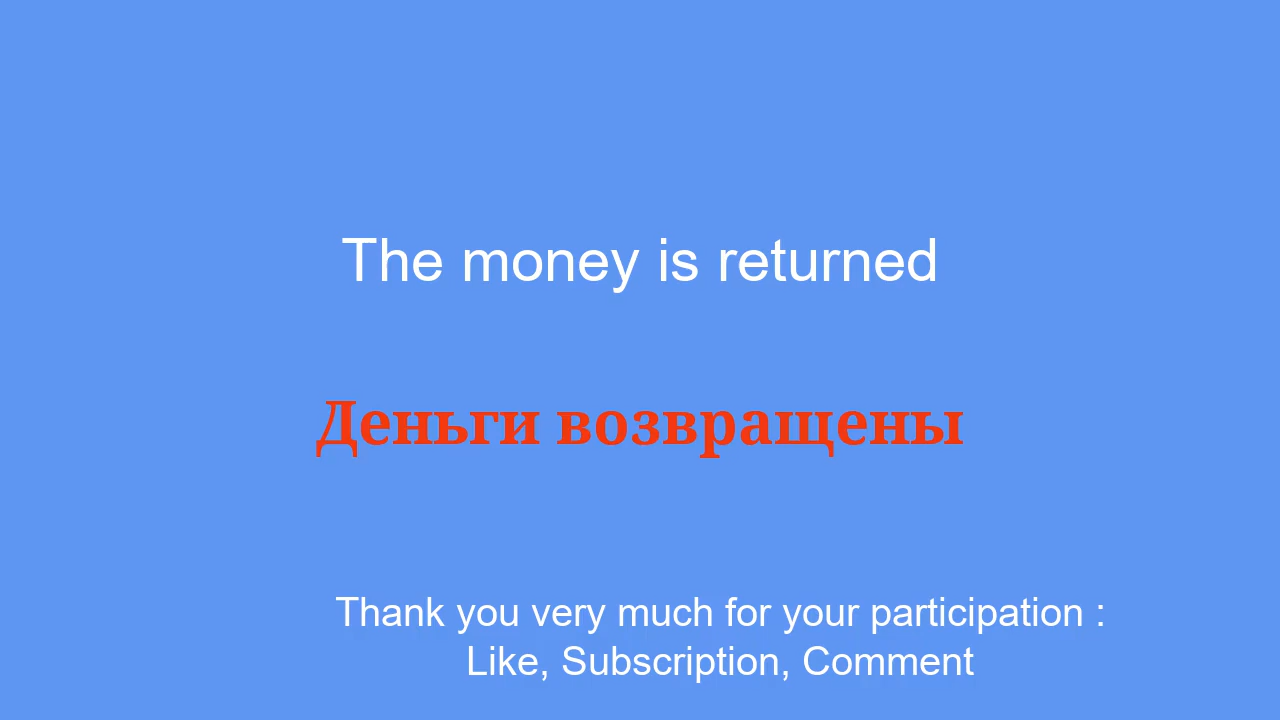 The money is returned
Деньги возвращены
Thank you very much for your participation :
Like, Subscription, Comment